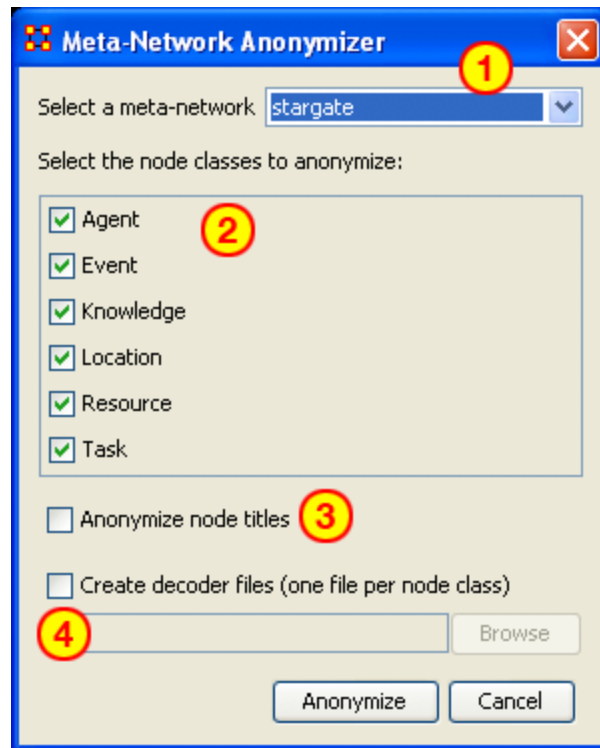 Meta-Network Anonymizer
1
Select a meta-network stargate
Select the node classes to anonymize:
Agent
2
Event
Knowledge
Location
Resource
Task
Anonymize node titles 3
Create decoder files (one file per node class)
4 Browse
Anonymize Cancel